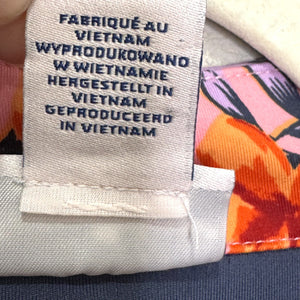 FABRIQUÉ AU
VIETNAM
WYPRODUKOWANO
W WIETNAMIE
HERGESTELLT IN
VIETNAM
GEPRODUCEERD
IN VIETNAM